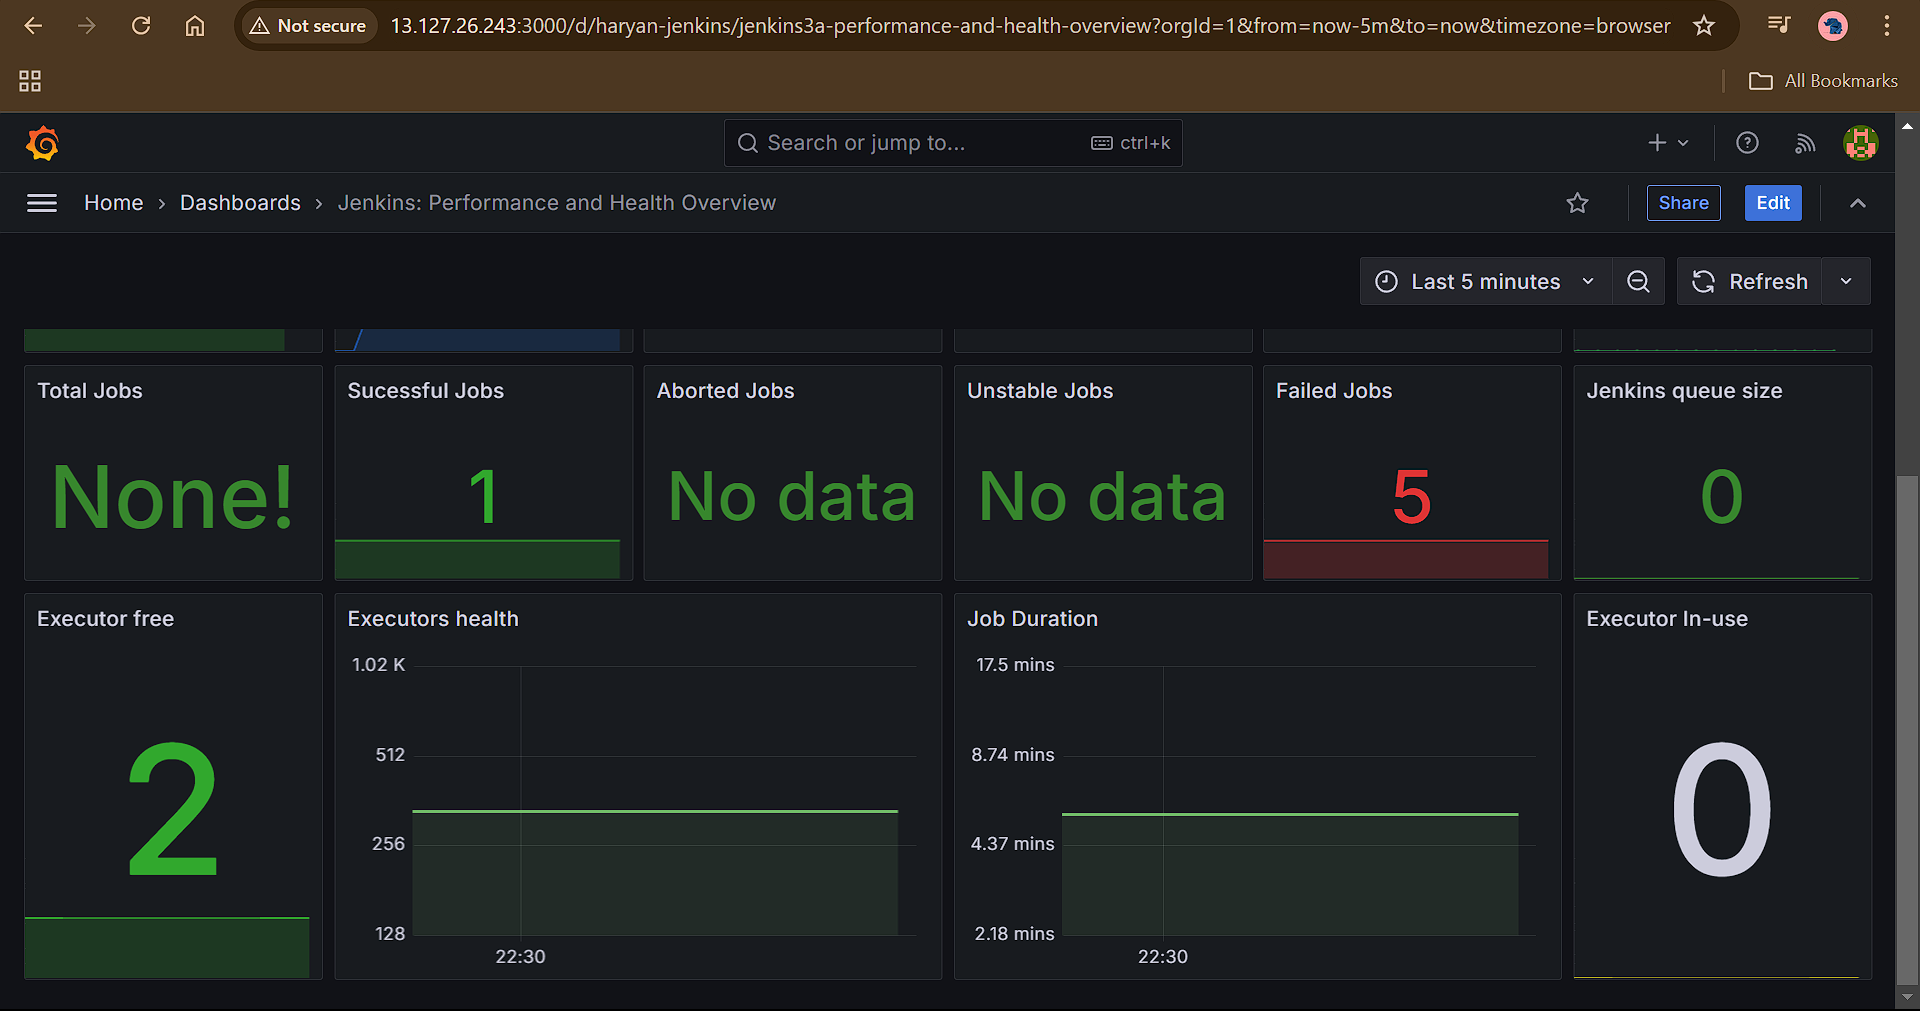 Not secure
13.127.26.243:3000/d/haryan-jenkins/jenkins3a-performance-and-health-overview?orgId=1&from=now-5m&to=now&timezone=browser
All Bookmarks
Search or jump to...
ctrl+k
Home › Dashboards › Jenkins: Performance and Health Overview
Share
Edit
Last 5 minutes
Refresh
Total Jobs
None!
Sucessful Jobs
1
Aborted Jobs
No data
Unstable Jobs
No data
Failed Jobs
5
Jenkins queue size
0
Executor free
2
Executors health
1.02 K
512
256
128
22:30
Job Duration
17.5 mins
8.74 mins
4.37 mins
2.18 mins
22:30
Executor In-use
0